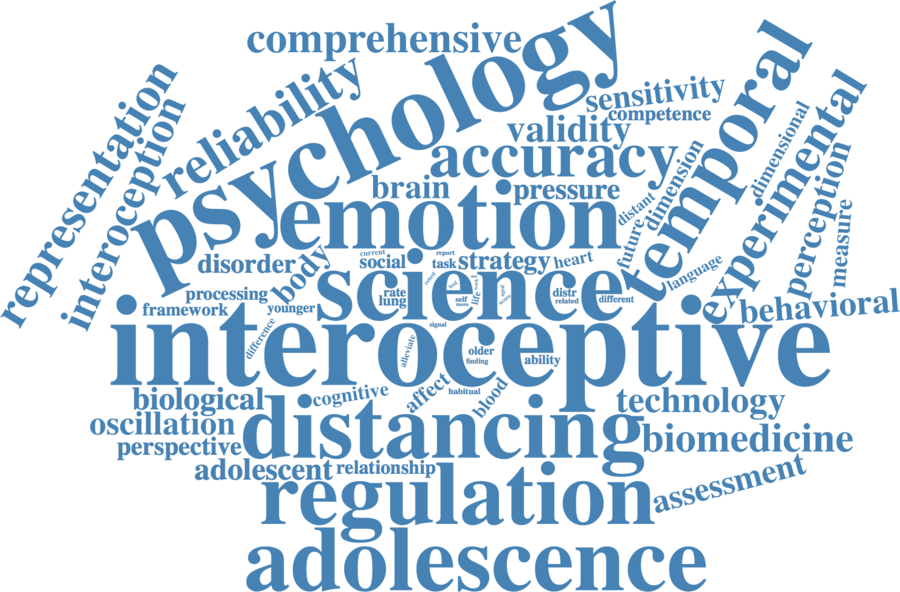 comprehensive
psychology
temporal
representation
interoception
reliability
sensitivity
competence
validity
accuracy
experimental
dimensional
dimension
perception
measure
brain
pressure
distant
emotion
future
disorder
body
current
social
report
task
strategy
heart
language
science
processing
framework
younger
rate
lung
self
more
life
distr
related
different
behavioral
signal
interoceptive
difference
alleviate
older
finding
ability
biological
cognitive
affect
habitual
blood
technology
oscillation
perspective
distancing
biomedicine
adolescent
relationship
regulation
assessment
adolescence